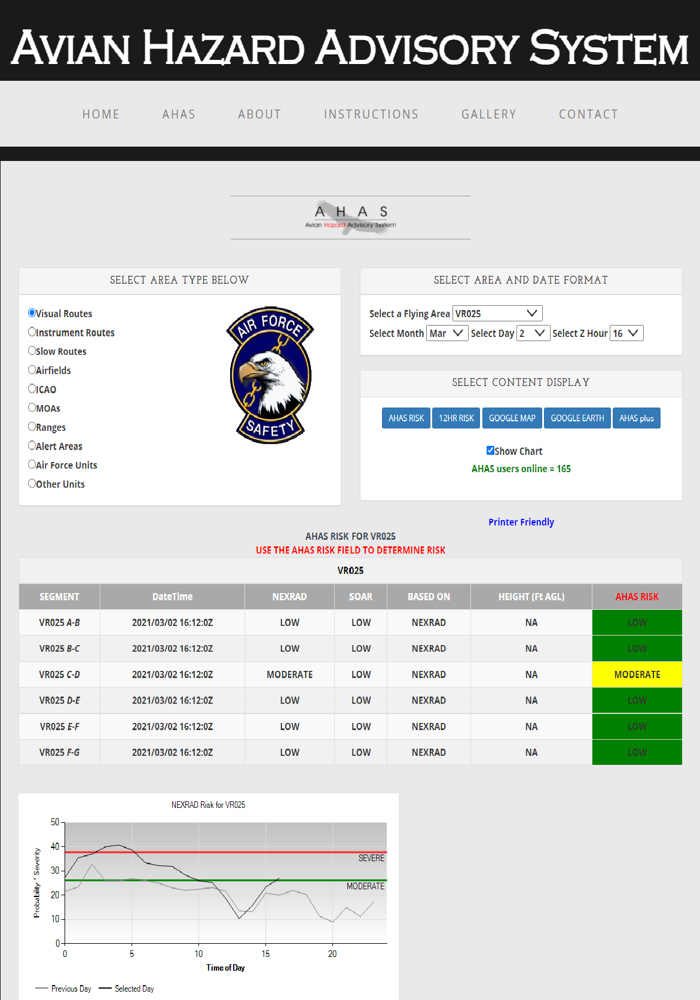 AVIAN HAZARD ADVISORY SYSTEM
HOME AHAS ABOUT INSTRUCTIONS GALLERY CONTACT
A H A S
Avian Hazard Advisory System
SELECT AREA TYPE BELOW
Visual Routes
Instrument Routes
Slow Routes
Airfields
ICAO
MOAs
Ranges
Alert Areas
Air Force Units
Other Units
AIR FORCE
SAFETY
SELECT AREA AND DATE FORMAT
Select a Flying Area VR025
Select Month Mar Select Day 2 Select Z Hour 16
SELECT CONTENT DISPLAY
AHAS RISK 12HR RISK GOOGLE MAP GOOGLE EARTH AHAS plus
Show Chart
AHAS users online = 165
Printer Friendly
AHAS RISK FOR VR025
USE THE AHAS RISK FIELD TO DETERMINE RISK
VR025
SEGMENT DateTime NEXRAD SOAR BASED ON HEIGHT (Ft AGL) AHAS RISK
VR025 A-B 2021/03/02 16:12:0Z LOW LOW NEXRAD NA LOW
VR025 B-C 2021/03/02 16:12:0Z LOW LOW NEXRAD NA LOW
VR025 C-D 2021/03/02 16:12:0Z MODERATE LOW NEXRAD NA MODERATE
VR025 D-E 2021/03/02 16:12:0Z LOW LOW NEXRAD NA LOW
VR025 E-F 2021/03/02 16:12:0Z LOW LOW NEXRAD NA LOW
VR025 F-G 2021/03/02 16:12:0Z LOW LOW NEXRAD NA LOW
NEXRAD Risk for VR025
Probability * Severity
50
40
30
20
10
0
SEVERE
MODERATE
0 5 10 15 20
Time of Day
Previous Day Selected Day